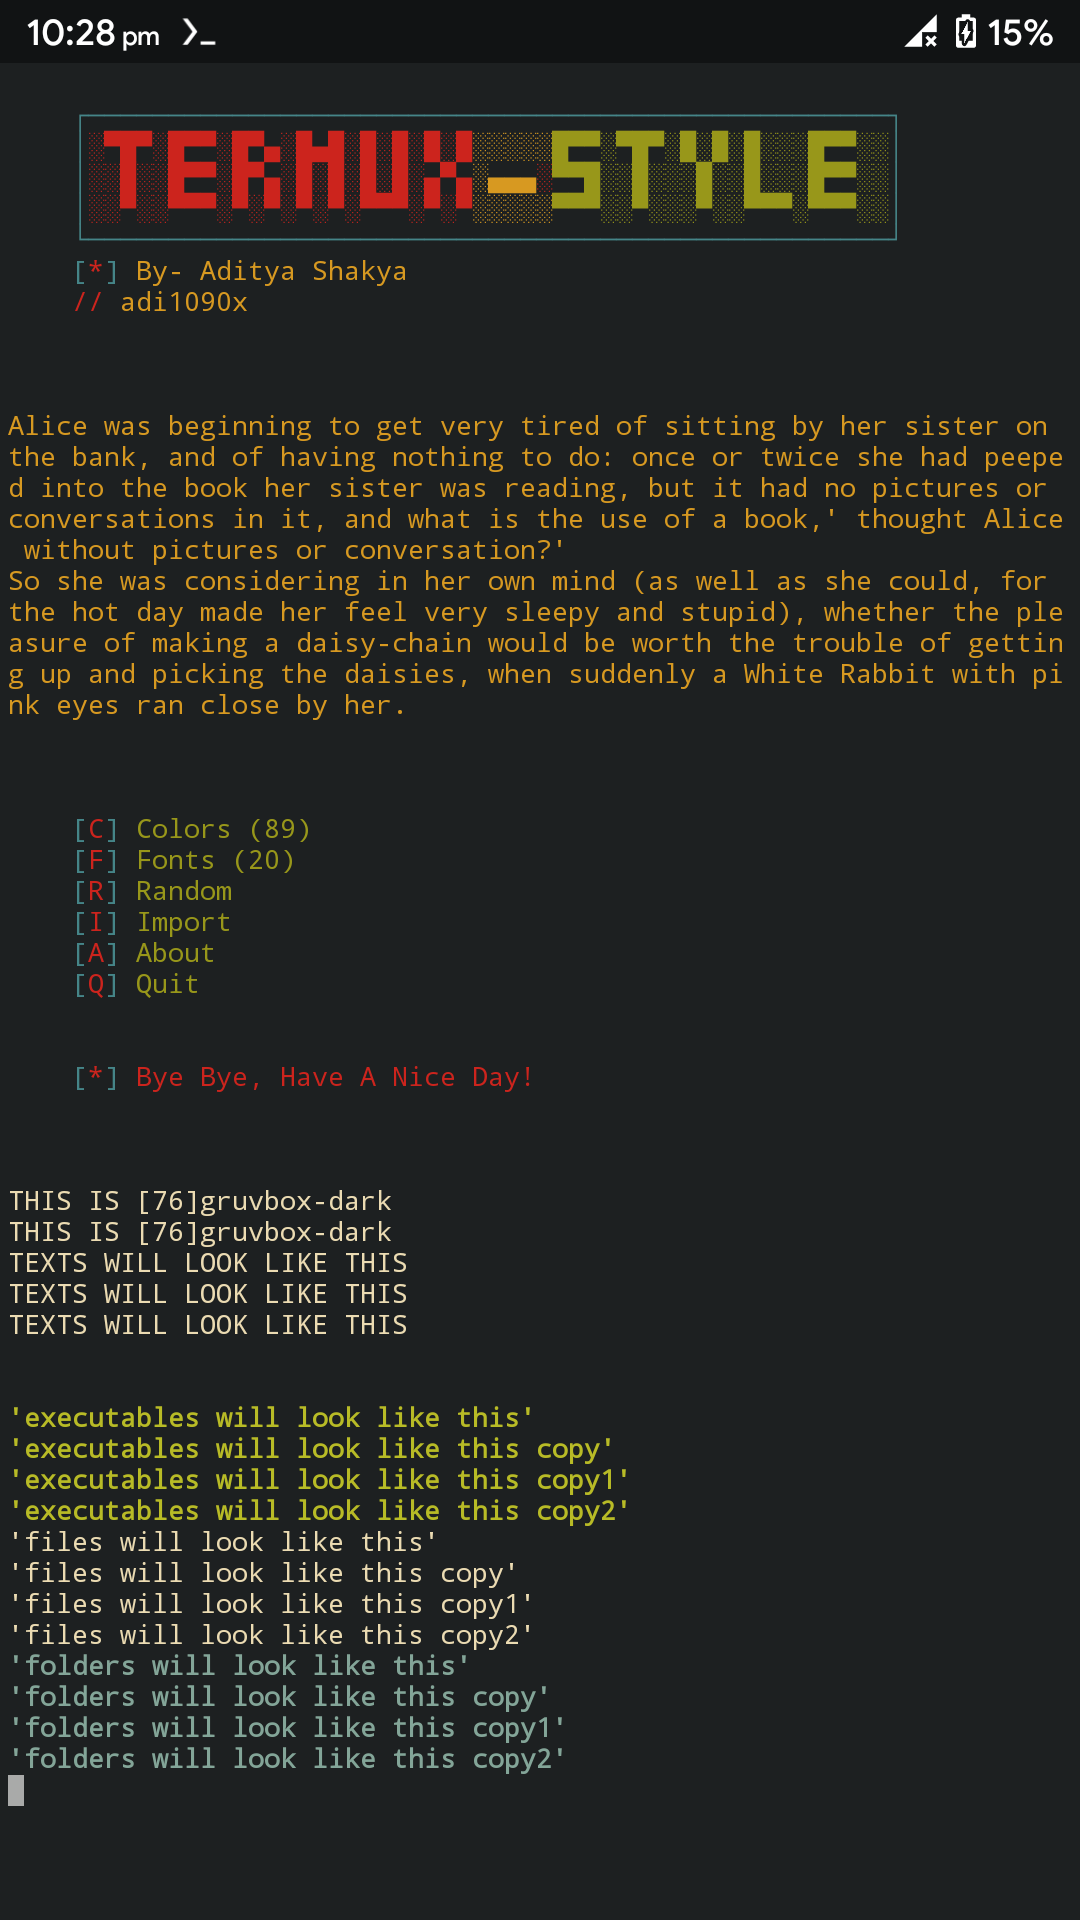 10:28 pm 15%
TERMUX-STYLE
[*] By- Aditya Shakya
// adi1090x
Alice was beginning to get very tired of sitting by her sister on
the bank, and of having nothing to do: once or twice she had peepe
d into the book her sister was reading, but it had no pictures or
conversations in it, and what is the use of a book,' thought Alice
without pictures or conversation?'
So she was considering in her own mind (as well as she could, for
the hot day made her feel very sleepy and stupid), whether the ple
asure of making a daisy-chain would be worth the trouble of gettin
g up and picking the daisies, when suddenly a White Rabbit with pi
nk eyes ran close by her.
[C] Colors (89)
[F] Fonts (20)
[R] Random
[I] Import
[A] About
[Q] Quit
[*] Bye Bye, Have A Nice Day!
THIS IS [76]gruvbox-dark
THIS IS [76]gruvbox-dark
TEXTS WILL LOOK LIKE THIS
TEXTS WILL LOOK LIKE THIS
TEXTS WILL LOOK LIKE THIS
'executables will look like this'
'executables will look like this copy'
'executables will look like this copy1'
'executables will look like this copy2'
'files will look like this'
'files will look like this copy'
'files will look like this copy1'
'files will look like this copy2'
'folders will look like this'
'folders will look like this copy'
'folders will look like this copy1'
'folders will look like this copy2'